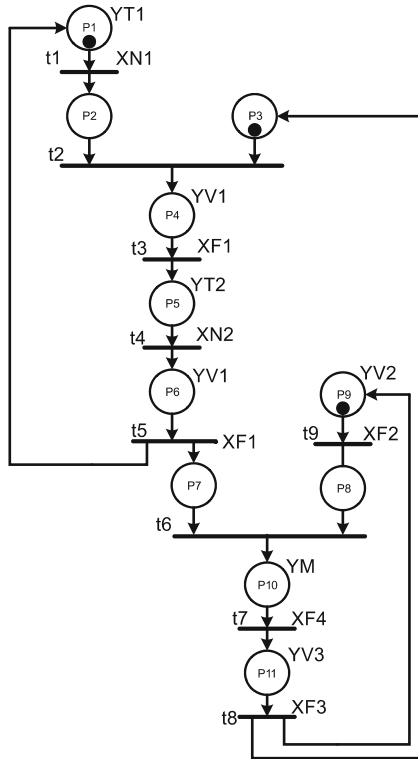 YT1
P1
t1 XN1
P2 P3
t2
YV1
P4
t3 XF1
YT2
P5
t4 XN2
YV1
P6
YV2
P9
t5 XF1
t9 XF2
P7 P8
t6
YM
P10
t7 XF4
YV3
P11
XF3
t8